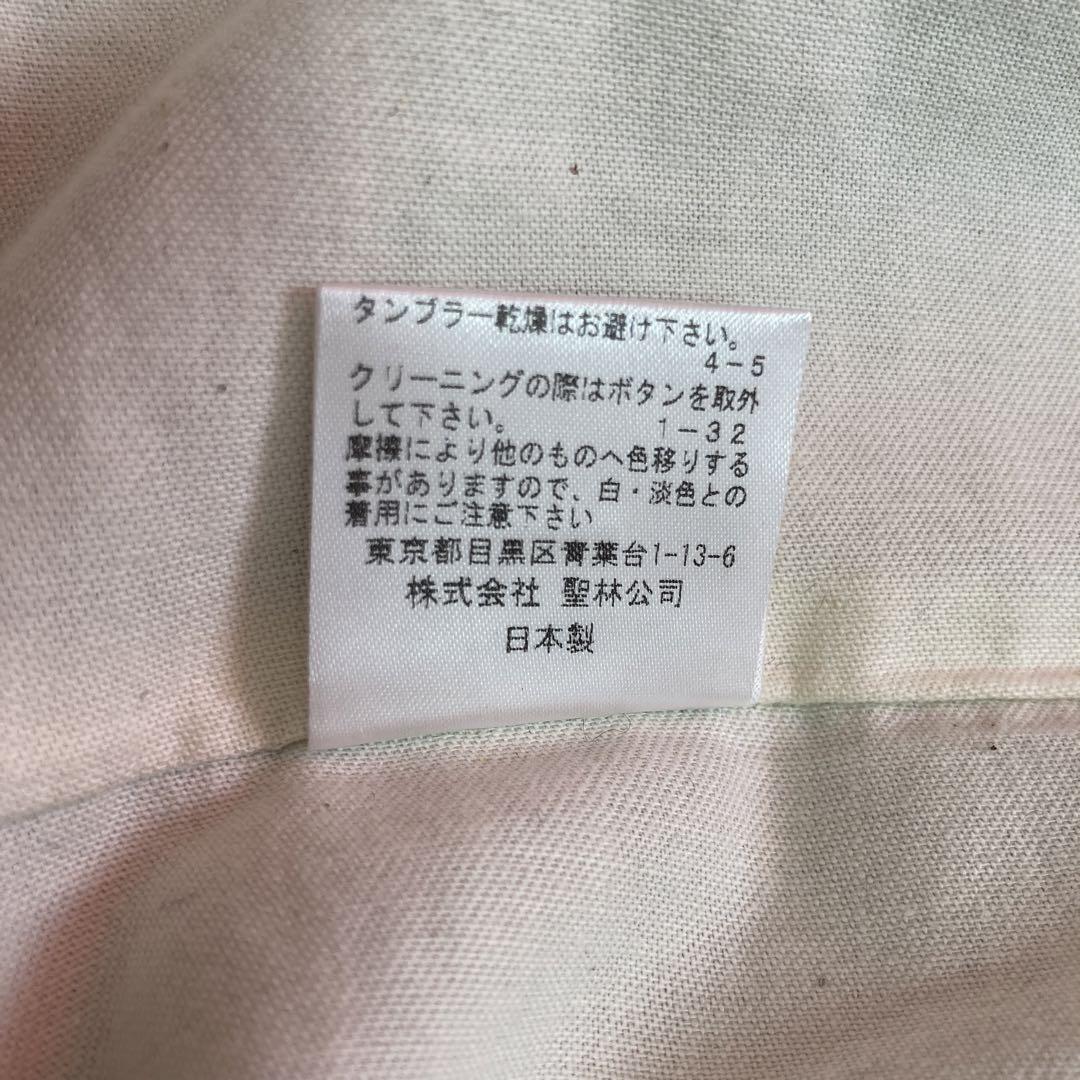 タンブラー乾燥はお避け下さい。
4-5
クリーニングの際はボタンを取外
して下さい。 1-32
摩擦により他のものへ色移りする
事がありますので、白・淡色との
着用にご注意下さい
東京都目黒区青葉台1-13-6
株式会社 聖林公司
日本製